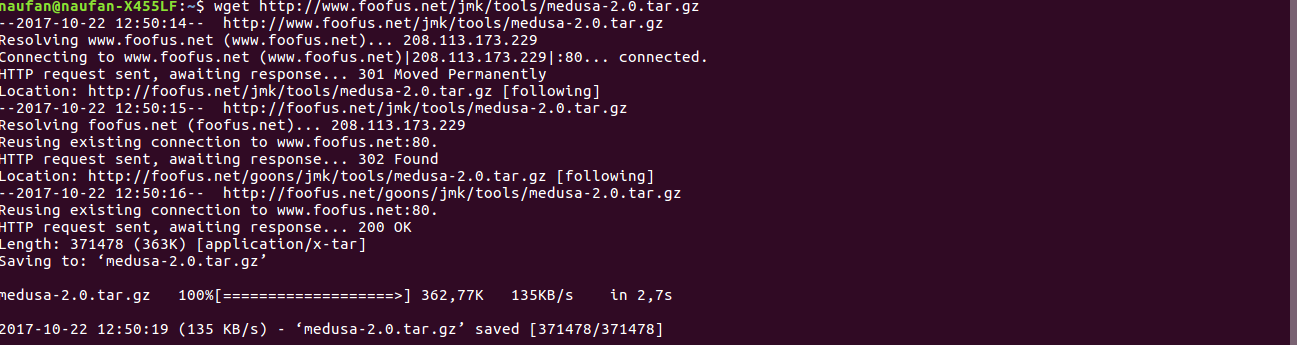 naufan@naufan-X455LF:~$ wget http://www.foofus.net/jmk/tools/medusa-2.0.tar.gz
--2017-10-22 12:50:14--  http://www.foofus.net/jmk/tools/medusa-2.0.tar.gz
Resolving www.foofus.net (www.foofus.net)... 208.113.173.229
Connecting to www.foofus.net (www.foofus.net)|208.113.173.229|:80... connected.
HTTP request sent, awaiting response... 301 Moved Permanently
Location: http://foofus.net/jmk/tools/medusa-2.0.tar.gz [following]
--2017-10-22 12:50:15--  http://foofus.net/jmk/tools/medusa-2.0.tar.gz
Resolving foofus.net (foofus.net)... 208.113.173.229
Reusing existing connection to www.foofus.net:80.
HTTP request sent, awaiting response... 302 Found
Location: http://foofus.net/goons/jmk/tools/medusa-2.0.tar.gz [following]
--2017-10-22 12:50:16--  http://foofus.net/goons/jmk/tools/medusa-2.0.tar.gz
Reusing existing connection to www.foofus.net:80.
HTTP request sent, awaiting response... 200 OK
Length: 371478 (363K) [application/x-tar]
Saving to: ‘medusa-2.0.tar.gz’
medusa-2.0.tar.gz   100%[===================>] 362,77K   135KB/s    in 2,7s
2017-10-22 12:50:19 (135 KB/s) - ‘medusa-2.0.tar.gz’ saved [371478/371478]